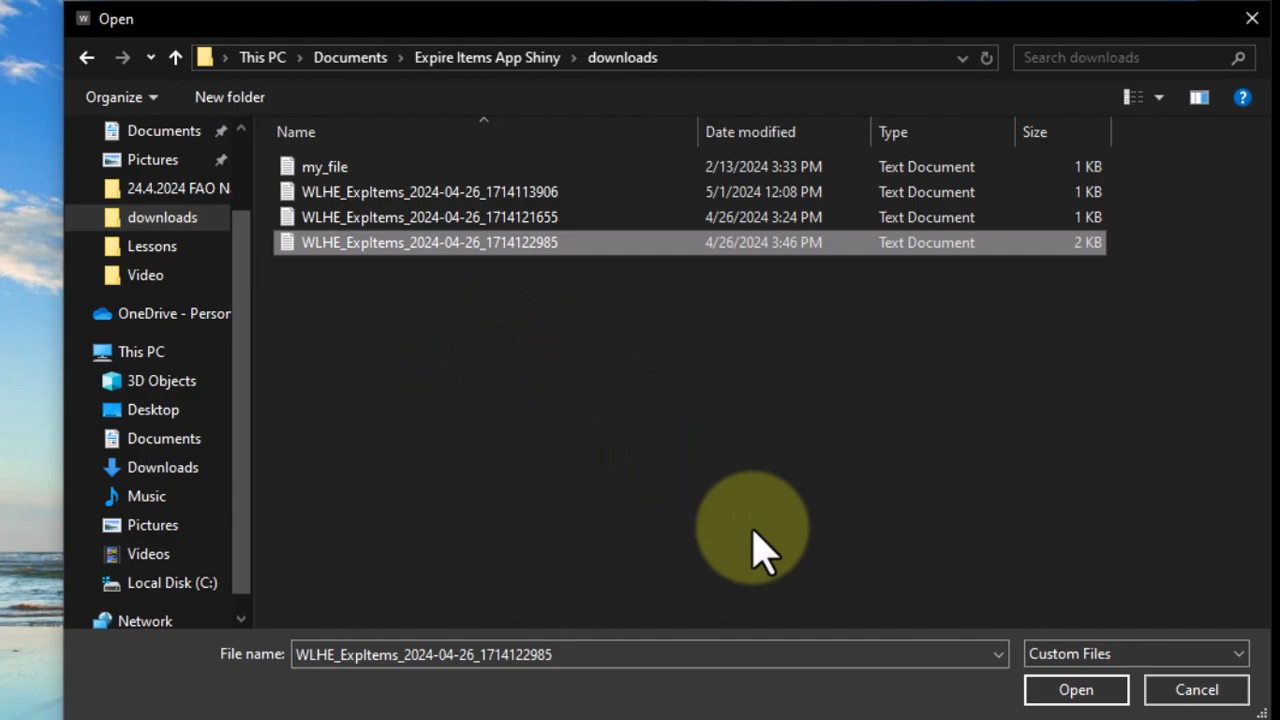 W Open
This PC Documents Expire Items App Shiny downloads Search downloads
Organize New folder
Name Date modified Type Size
my_file 2/13/2024 3:33 PM Text Document 1 KB
WLHE_ExpItems_2024-04-26_1714113906 5/1/2024 12:08 PM Text Document 1 KB
WLHE_ExpItems_2024-04-26_1714121655 4/26/2024 3:24 PM Text Document 1 KB
WLHE_ExpItems_2024-04-26_1714122985 4/26/2024 3:46 PM Text Document 2 KB
Documents
Pictures
24.4.2024 FAO N
downloads
Lessons
Video
OneDrive - Person
This PC
3D Objects
Desktop
Documents
Downloads
Music
Pictures
Videos
Local Disk (C:)
Network
File name: WLHE_ExpItems_2024-04-26_1714122985 Custom Files
Open Cancel